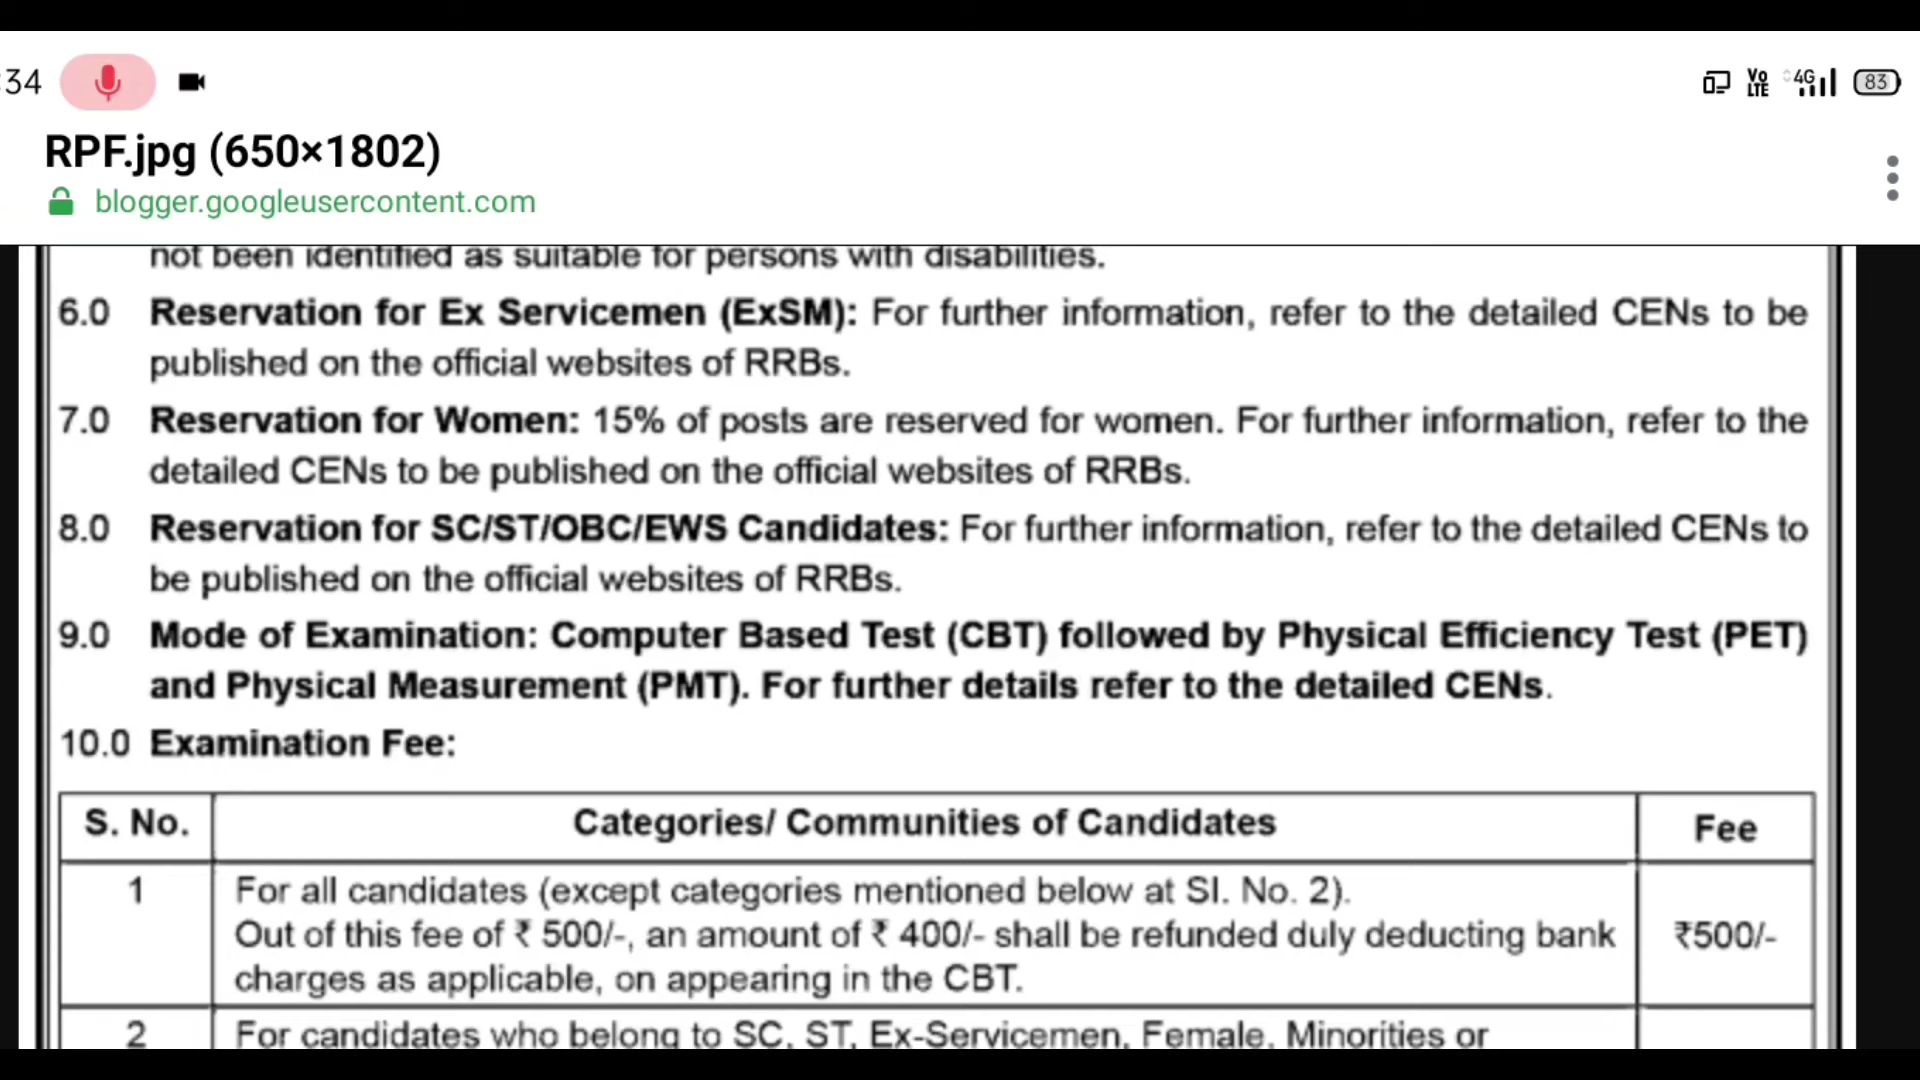 34
Vo
LTE
4G
83
RPF.jpg (650×1802)
blogger.googleusercontent.com
not been identified as suitable for persons with disabilities.
6.0 Reservation for Ex Servicemen (ExSM): For further information, refer to the detailed CENs to be
published on the official websites of RRBs.
7.0 Reservation for Women: 15% of posts are reserved for women. For further information, refer to the
detailed CENs to be published on the official websites of RRBs.
8.0 Reservation for SC/ST/OBC/EWS Candidates: For further information, refer to the detailed CENs to
be published on the official websites of RRBs.
9.0 Mode of Examination: Computer Based Test (CBT) followed by Physical Efficiency Test (PET)
and Physical Measurement (PMT). For further details refer to the detailed CENs.
10.0 Examination Fee:
S. No. Categories/ Communities of Candidates Fee
1 For all candidates (except categories mentioned below at SI. No. 2).
Out of this fee of ₹ 500/-, an amount of ₹ 400/- shall be refunded duly deducting bank ₹500/-
charges as applicable, on appearing in the CBT.
2 For candidates who belong to SC, ST, Ex-Servicemen, Female, Minorities or